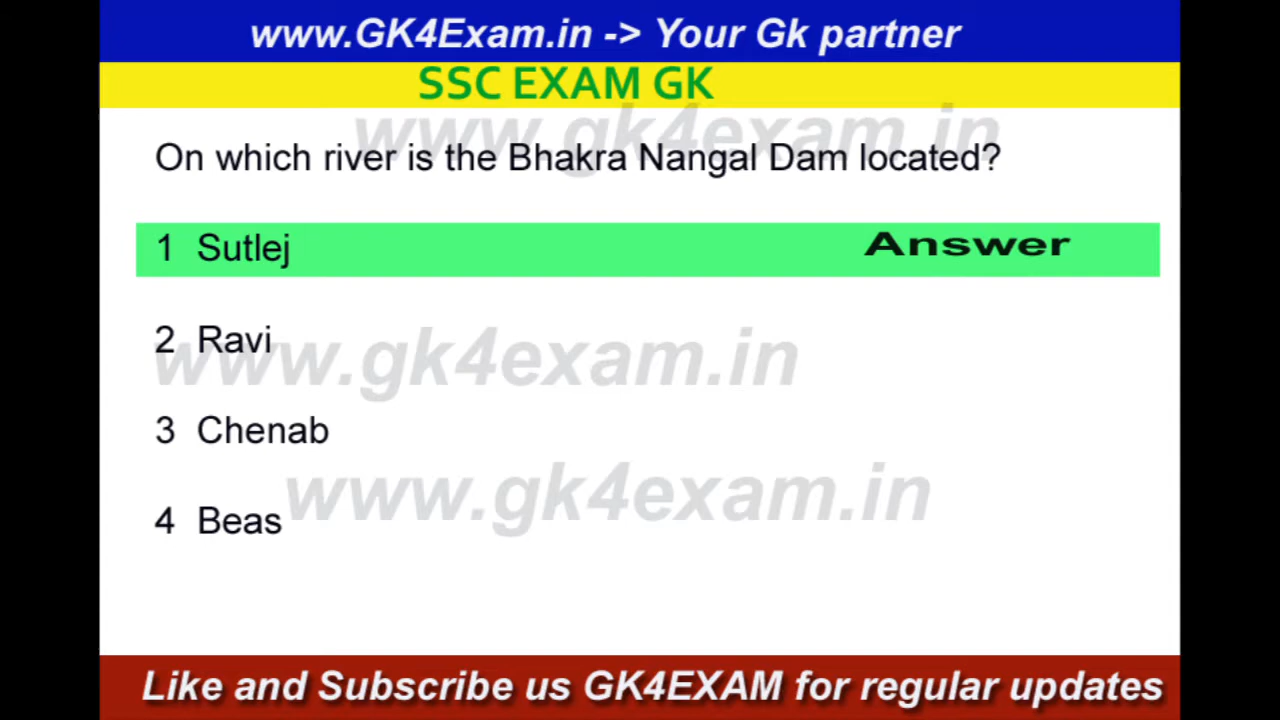 www.GK4Exam.in -> Your Gk partner
SSC EXAM GK
www.gk4exam.in
On which river is the Bhakra Nangal Dam located?
1 Sutlej Answer
2 Ravi
www.gk4exam.in
3 Chenab
www.gk4exam.in
4 Beas
Like and Subscribe us GK4EXAM for regular updates